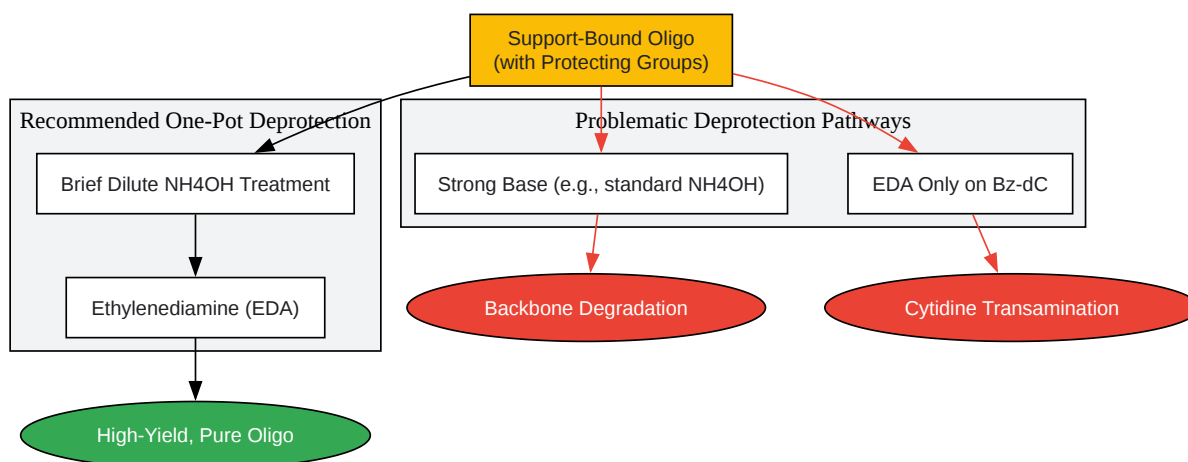 Support-Bound Oligo
(with Protecting Groups)
Recommended One-Pot Deprotection
Problematic Deprotection Pathways
Brief Dilute NH4OH Treatment
Strong Base (e.g., standard NH4OH)
EDA Only on Bz-dC
Ethylenediamine (EDA)
Backbone Degradation
Cytidine Transamination
High-Yield, Pure Oligo